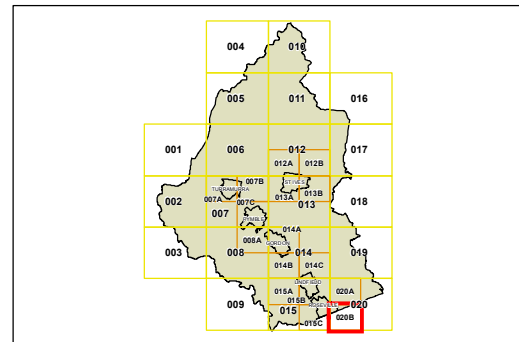 004 010
005 011 016
001 006 012 017
012A 012B
TURRAMURRA 007B ST IVES
007A 007C 013A 013B
002 007 013 018
PYMBLE
008A GORDON 014A
003 008 014 019
014B 014C
LINDFIELD
015A 020A
015B ROSEVILLE 020
009 015 020B
015C